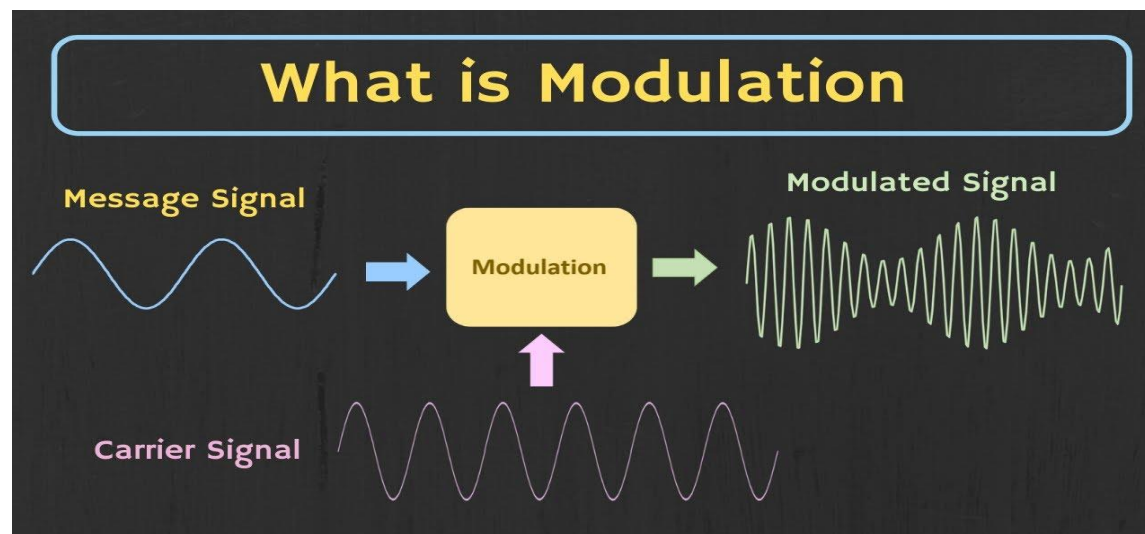 What is Modulation
Message Signal
Modulated Signal
Modulation
Carrier Signal